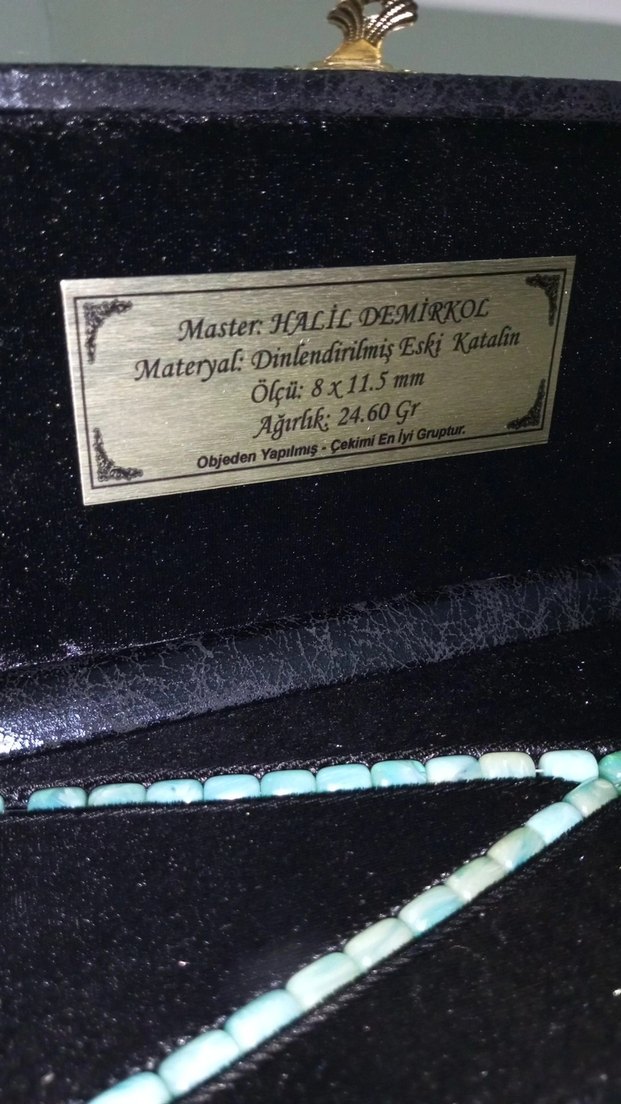 Master: HALİL DEMİRKOL
Materyal: Dinlendirilmiş Eski Katalin
Ölçü: 8 x 11.5 mm
Ağırlık: 24.60 Gr
Objeden Yapılmış - Çekimi En İyi Gruptur.